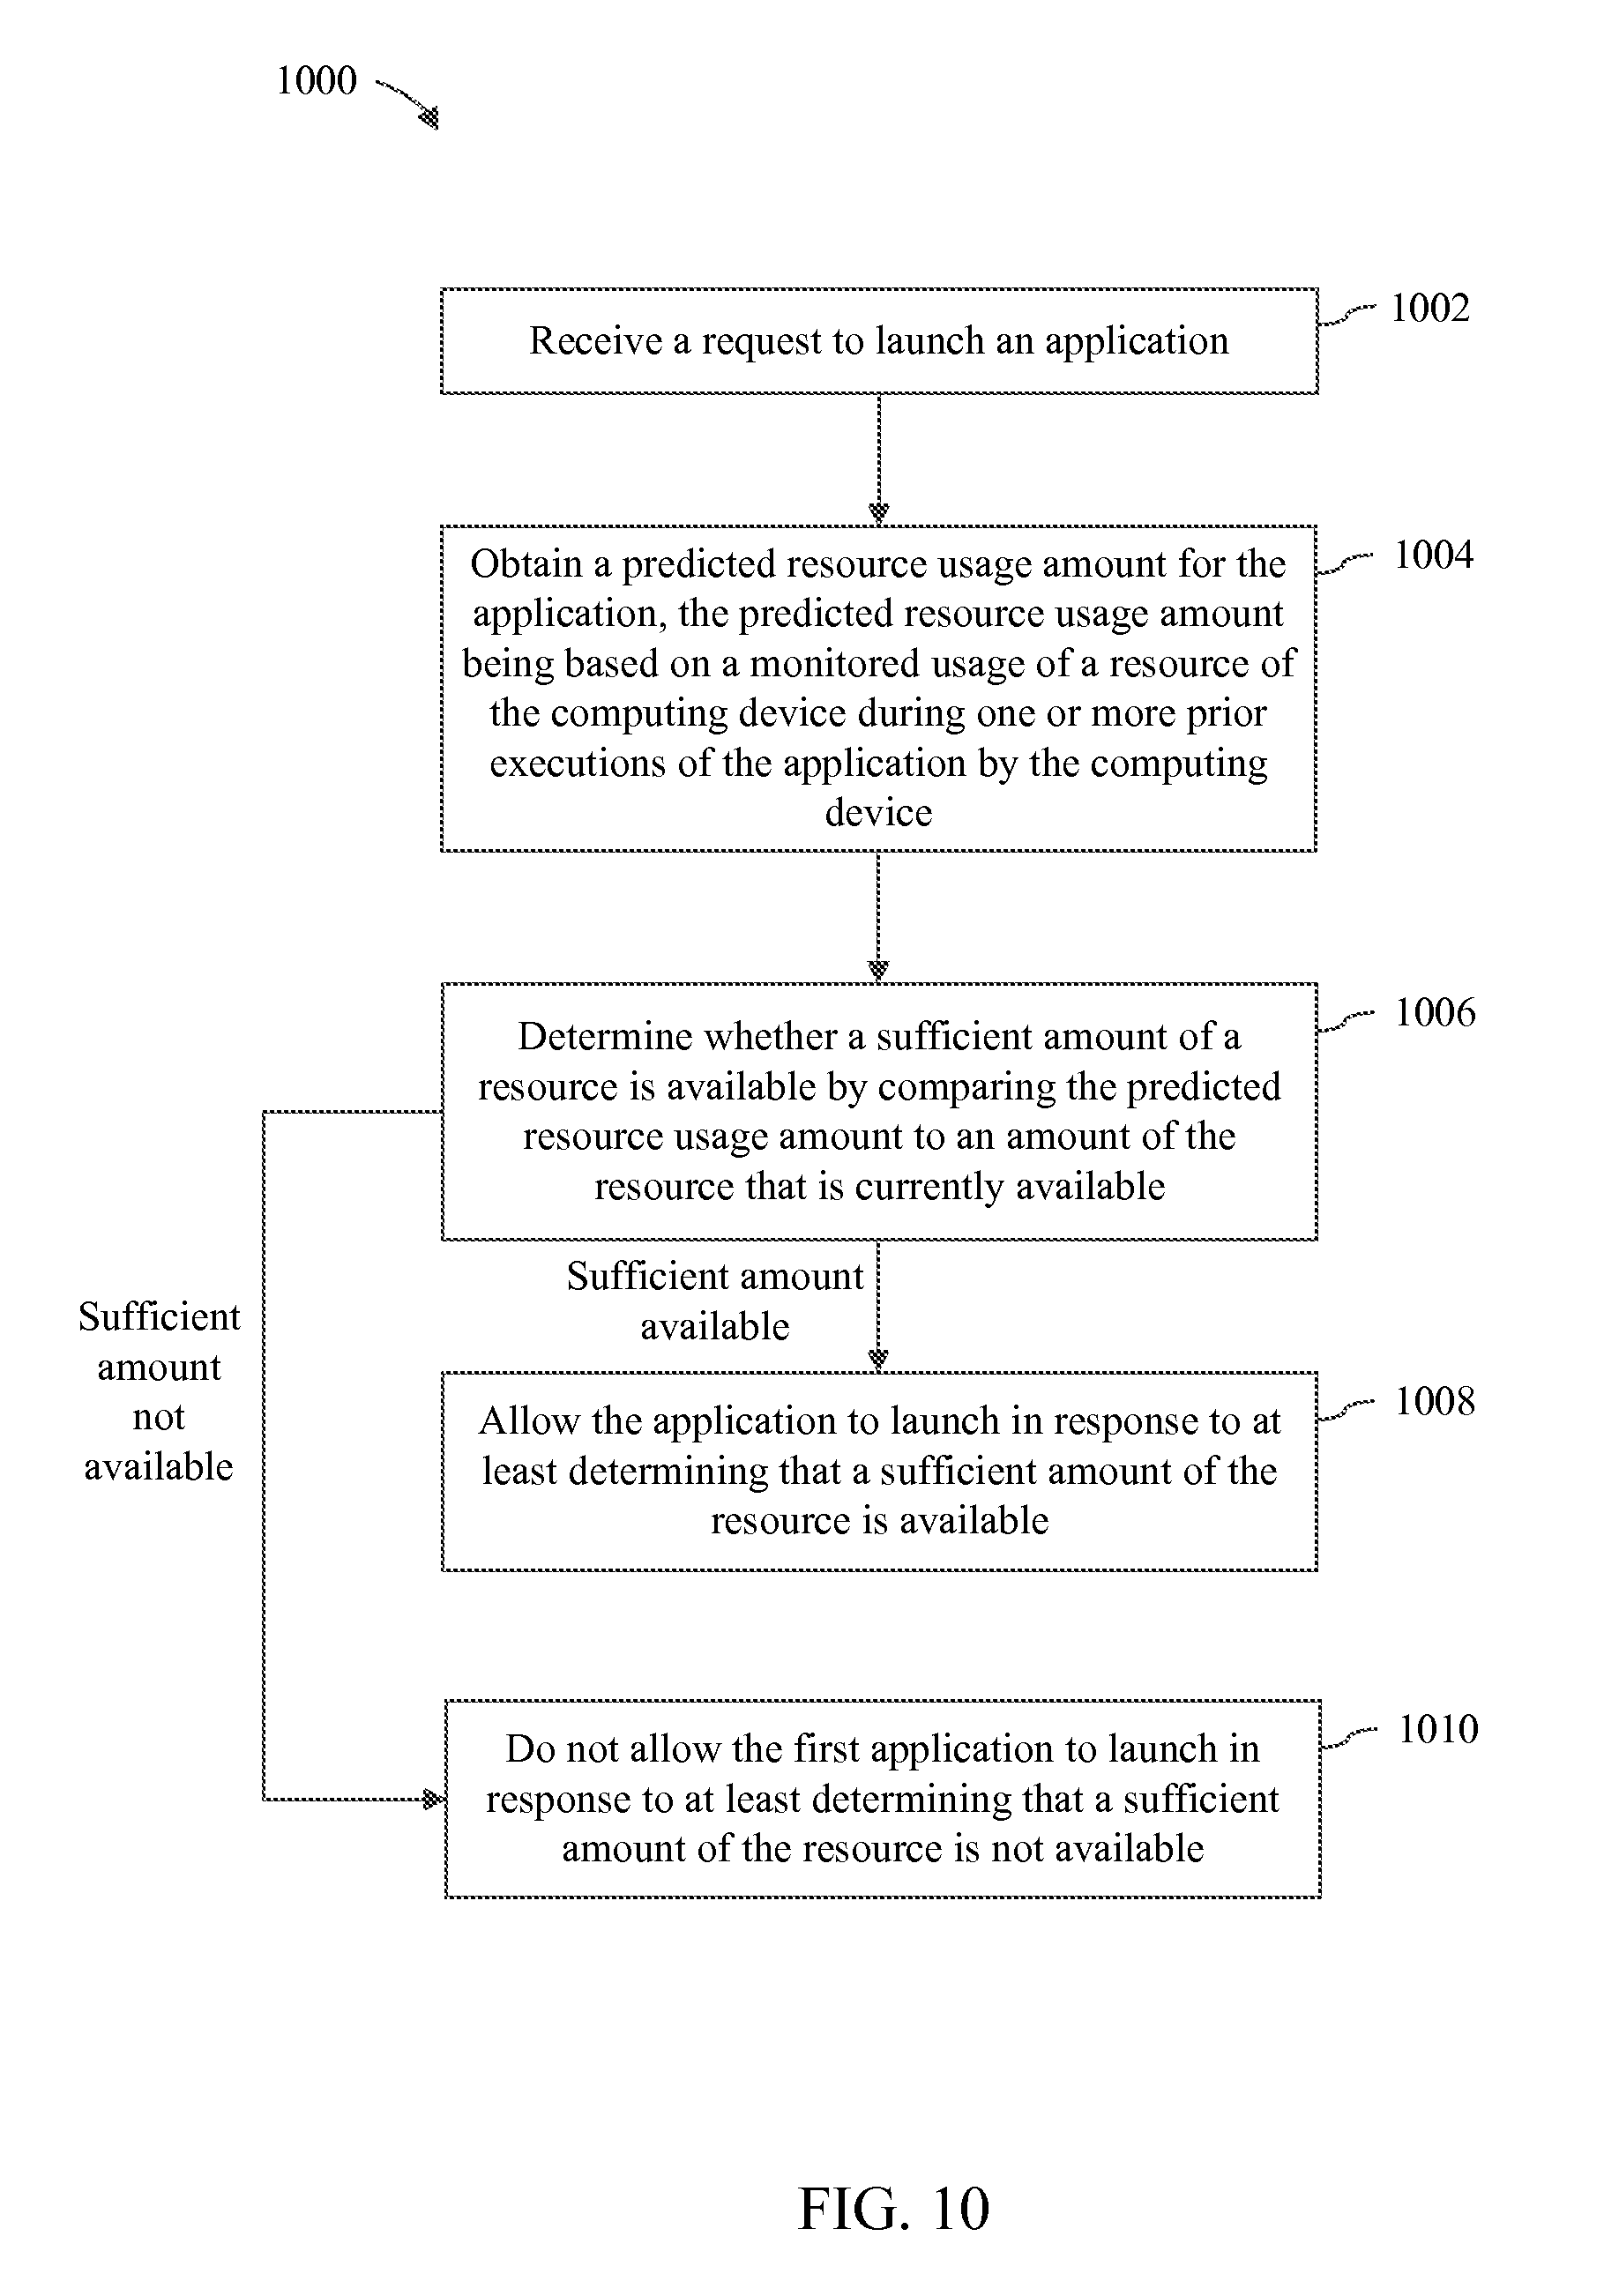 1000
Receive a request to launch an application
1002
Obtain a predicted resource usage amount for the
application, the predicted resource usage amount
being based on a monitored usage of a resource of
the computing device during one or more prior
executions of the application by the computing
device
1004
Determine whether a sufficient amount of a
resource is available by comparing the predicted
resource usage amount to an amount of the
resource that is currently available
1006
Sufficient amount
available
Sufficient
amount
not
available
Allow the application to launch in response to at
least determining that a sufficient amount of the
resource is available
1008
Do not allow the first application to launch in
response to at least determining that a sufficient
amount of the resource is not available
1010
FIG. 10